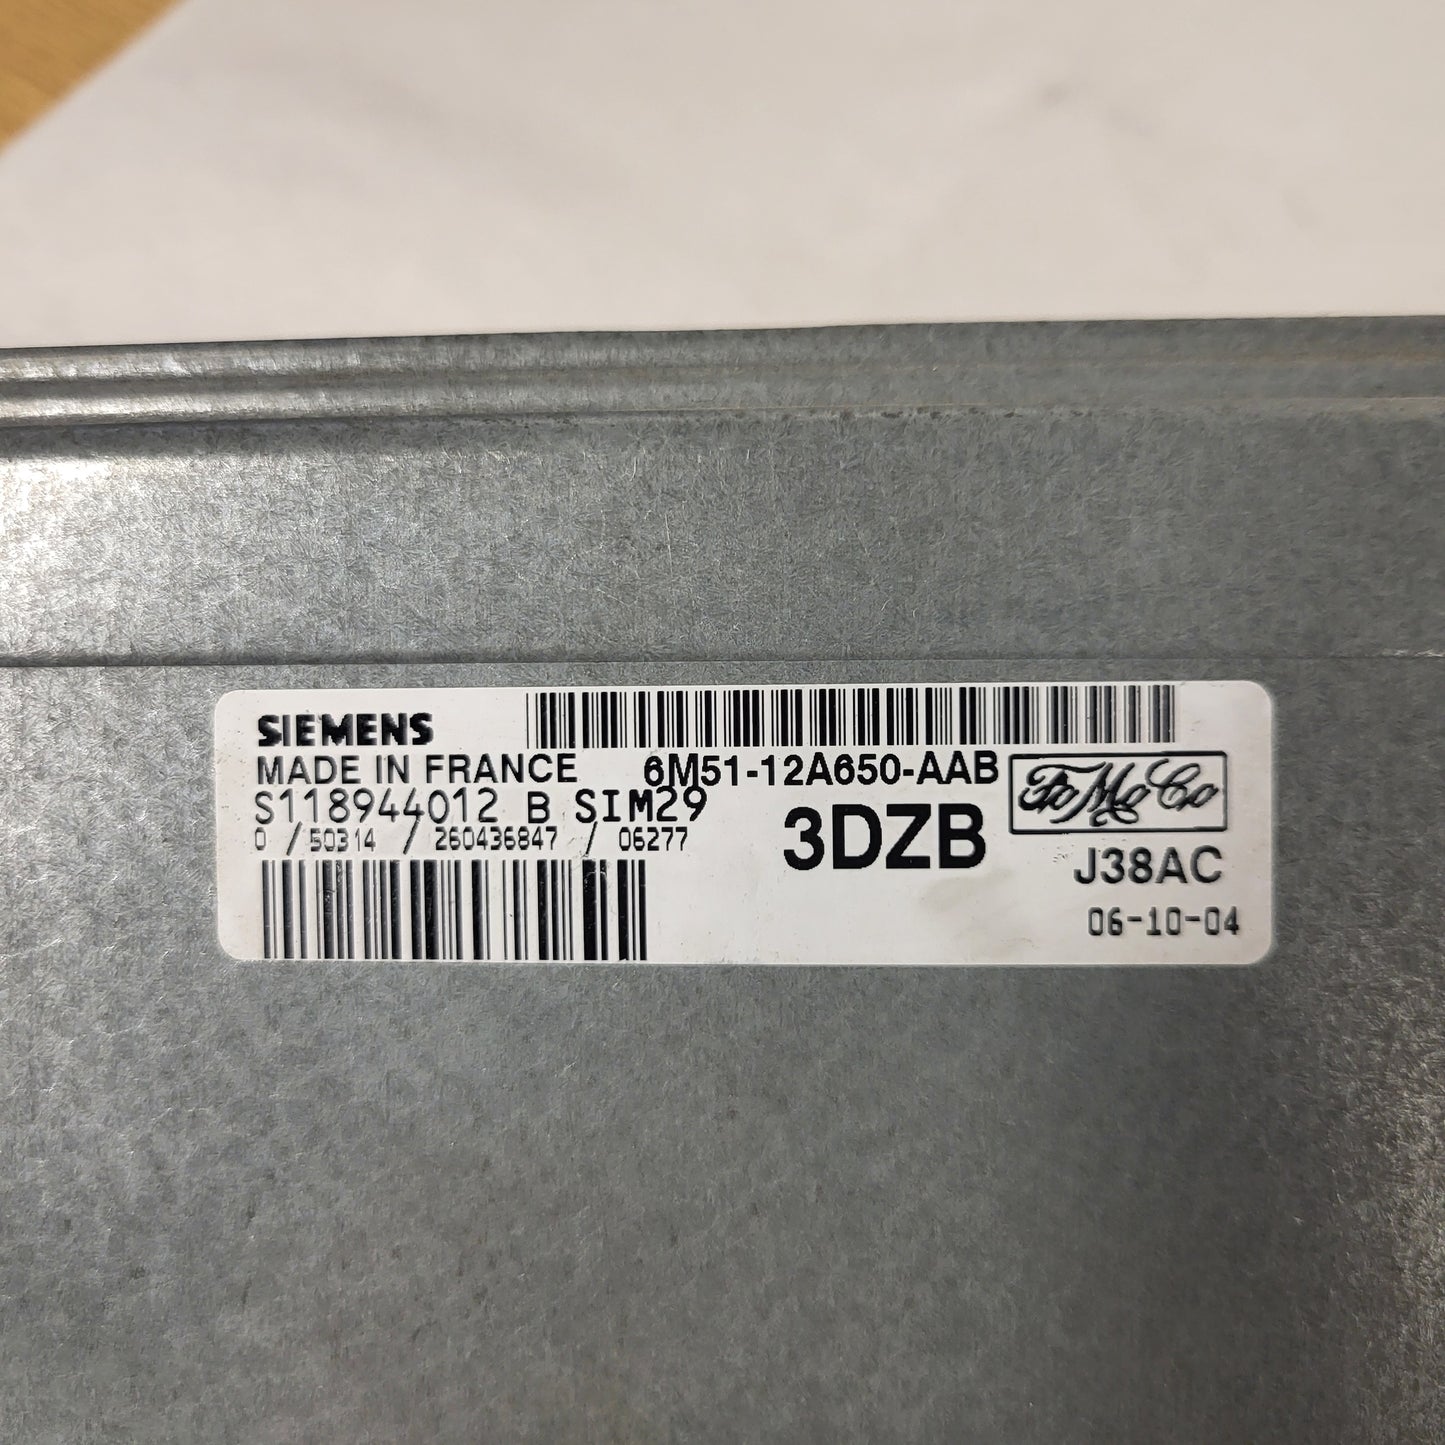 SIEMENS
MADE IN FRANCE 6M51-12A650-AAB FoMoCo
S118944012 B SIM29
0 / 50314 / 260436847 / 06277
3DZB
J38AC
06-10-04